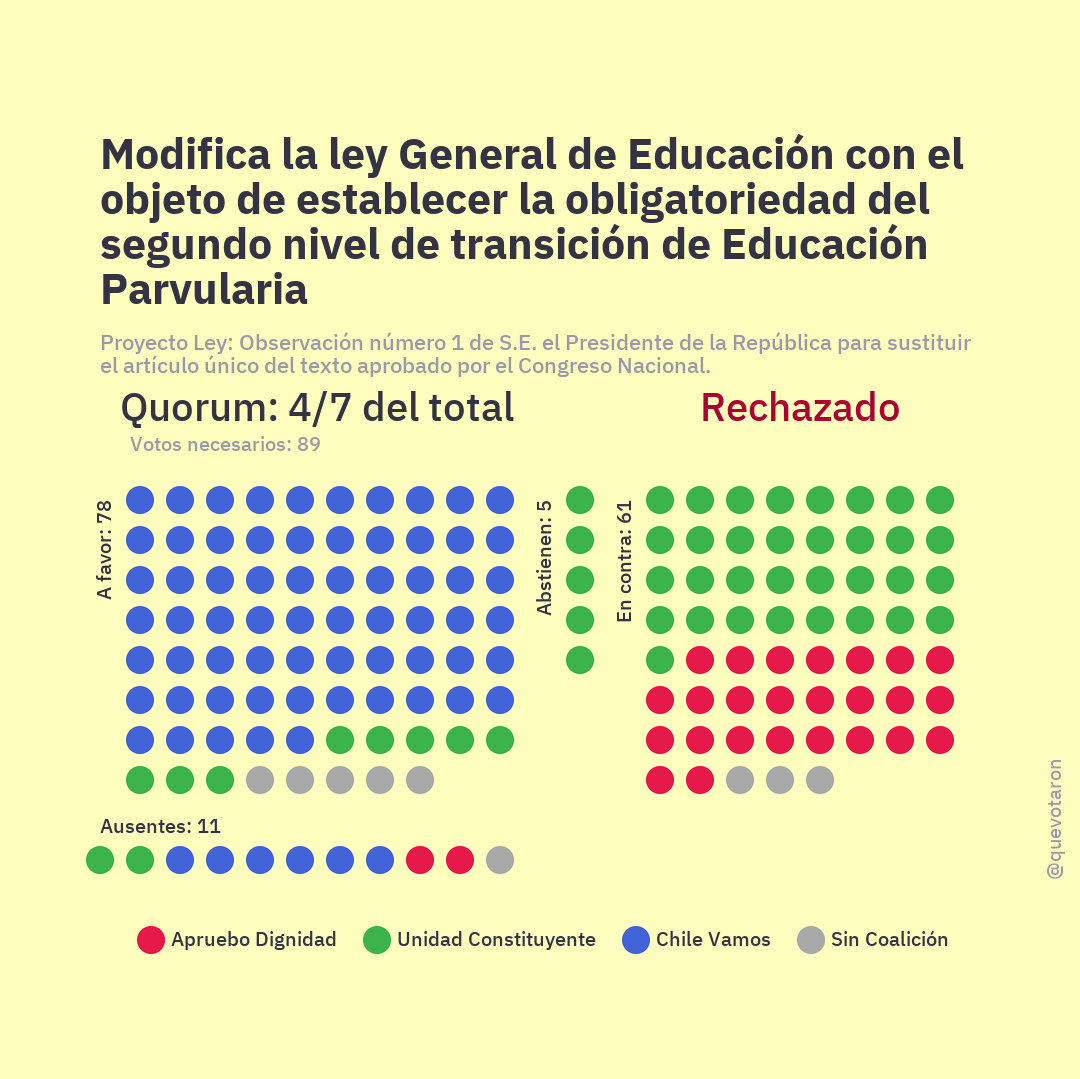 Modifica la ley General de Educación con el
objeto de establecer la obligatoriedad del
segundo nivel de transición de Educación
Parvularia
Proyecto Ley: Observación número 1 de S.E. el Presidente de la República para sustituir
el artículo único del texto aprobado por el Congreso Nacional.
Quorum: 4/7 del total
Rechazado
Votos necesarios: 89
A favor: 78
Abstienen: 5
En contra: 61
Ausentes: 11
@quevotaron
Apruebo Dignidad
Unidad Constituyente
Chile Vamos
Sin Coalición